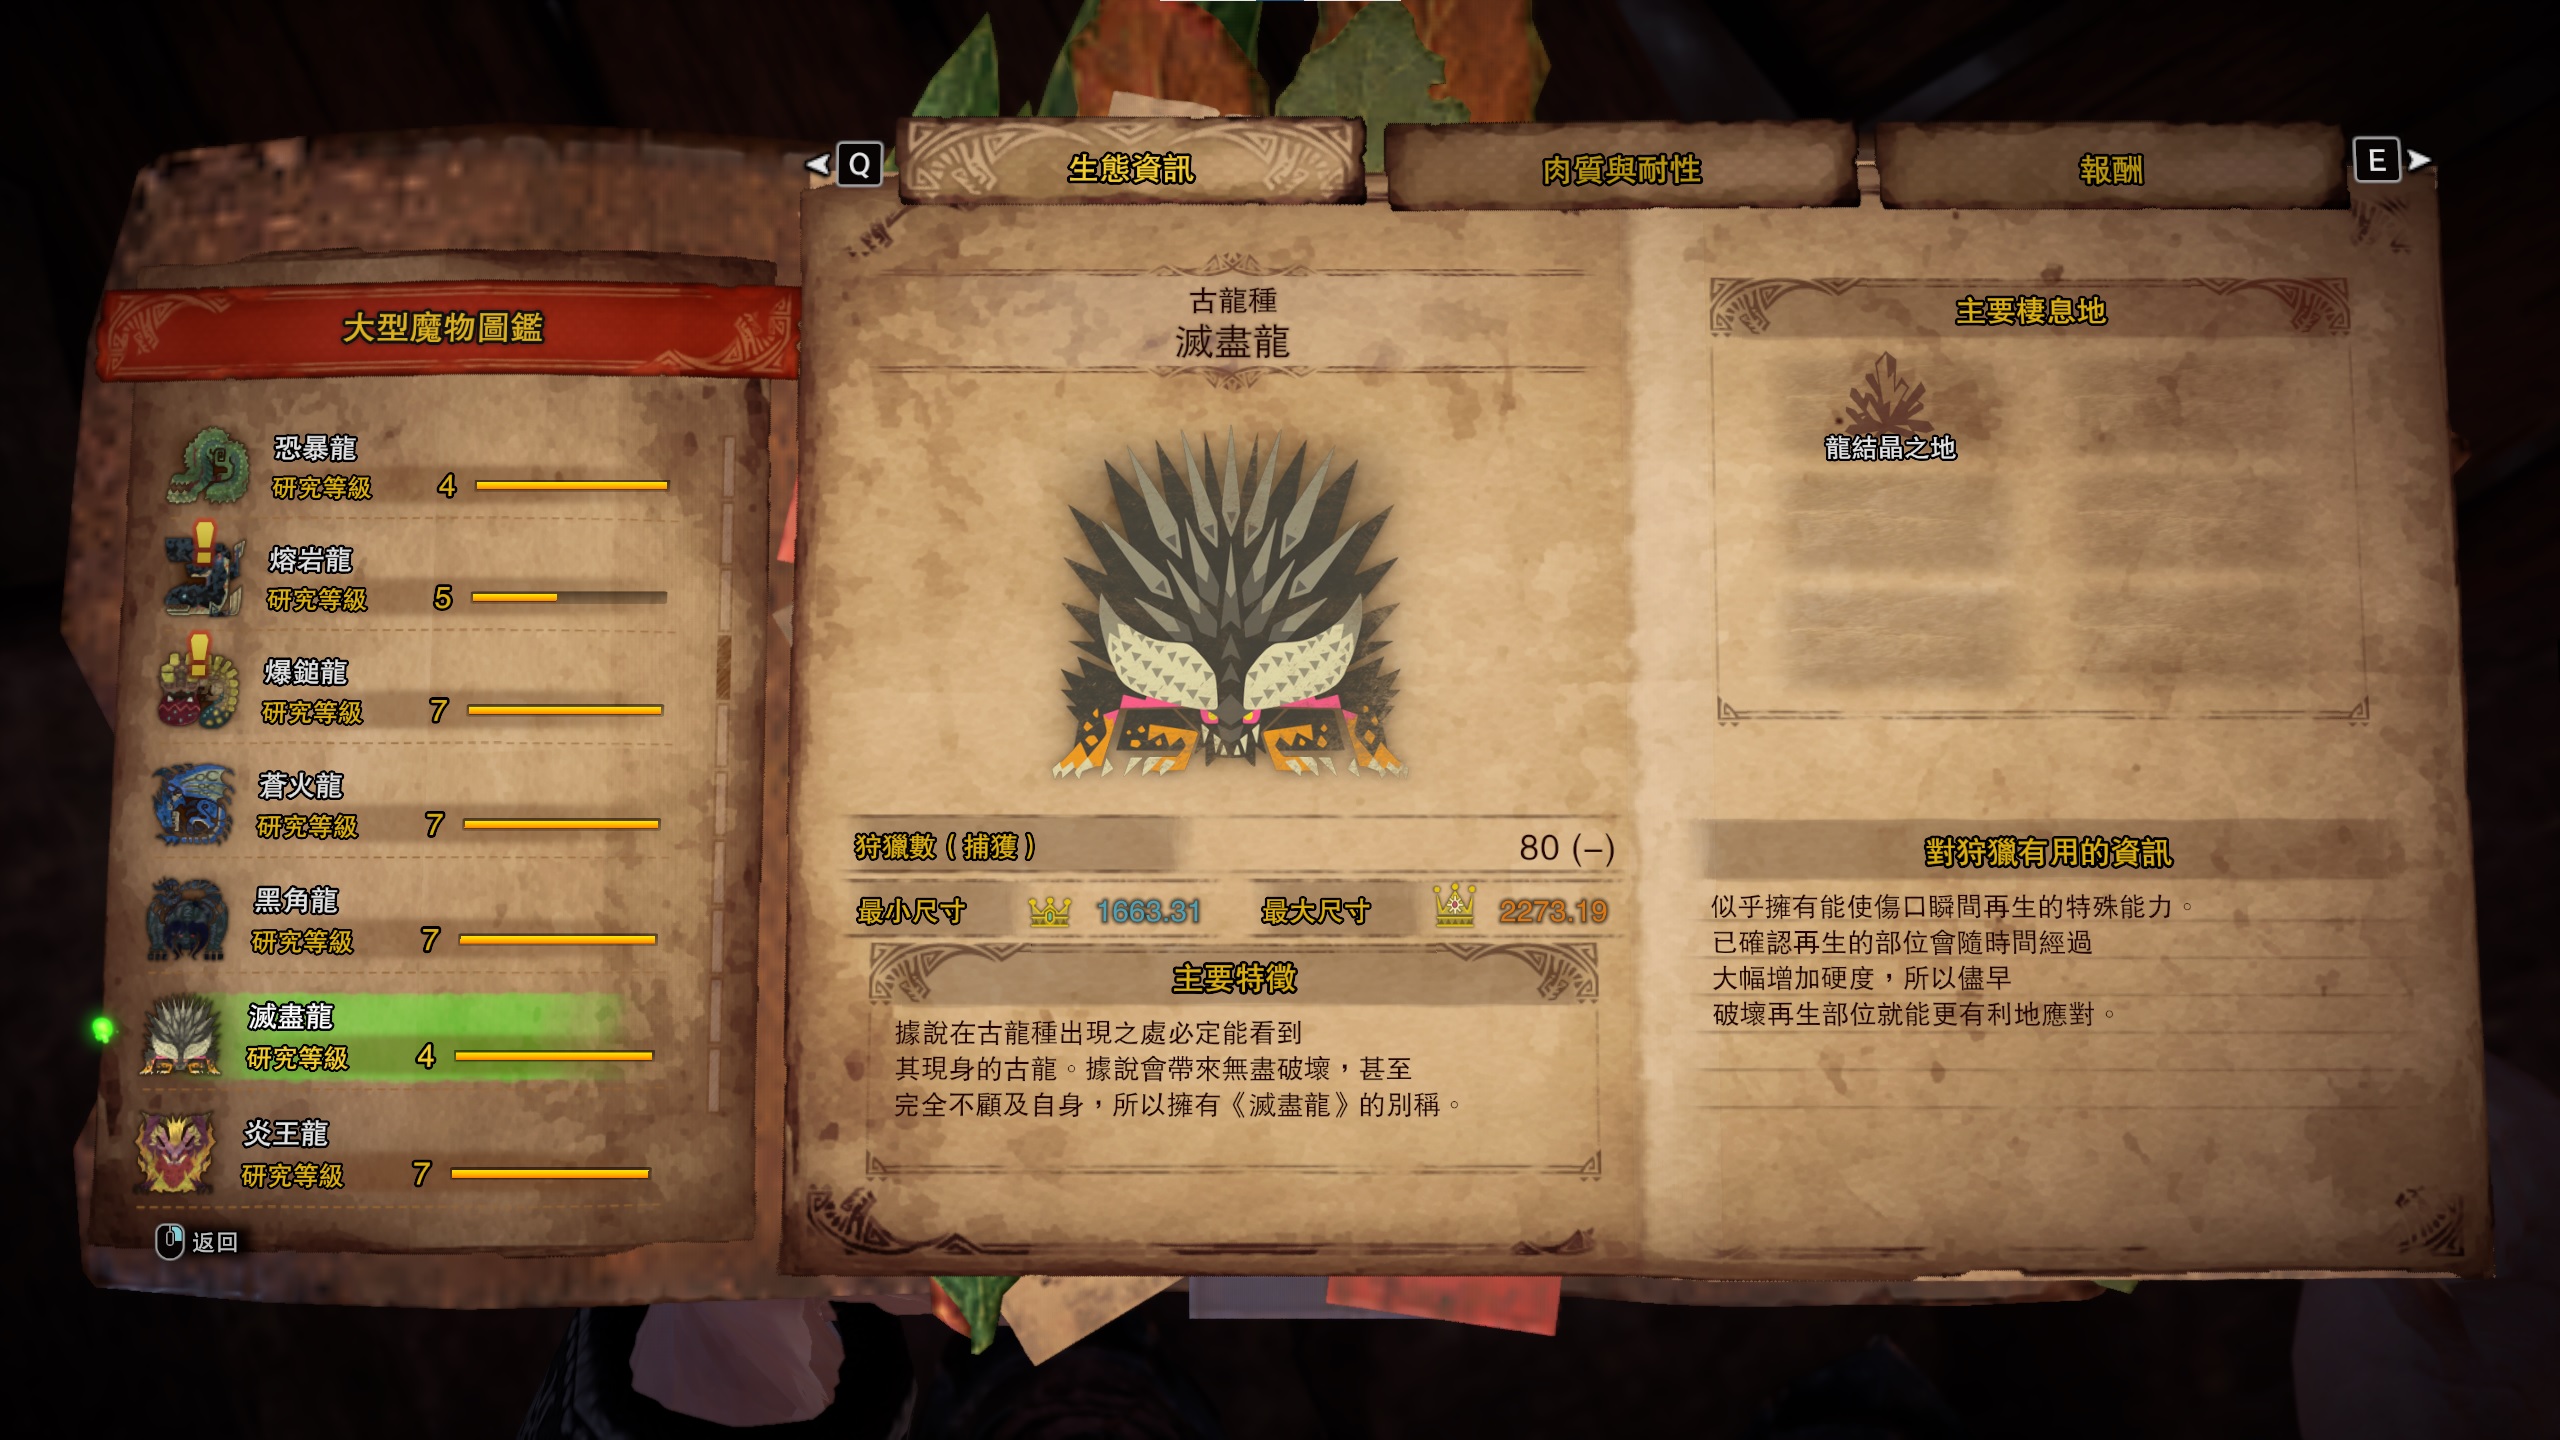 Q
生態資訊
肉質與耐性
報酬
E
大型魔物圖鑑
恐暴龍
研究等級 4
熔岩龍
研究等級 5
爆鎚龍
研究等級 7
蒼火龍
研究等級 7
黑角龍
研究等級 7
滅盡龍
研究等級 4
炎王龍
研究等級 7
返回
古龍種
滅盡龍
狩獵數（捕獲） 80 (–)
最小尺寸 1663.31 最大尺寸 2273.19
主要特徵
據說在古龍種出現之處必定能看到
其現身的古龍。據說會帶來無盡破壞，甚至
完全不顧及自身，所以擁有《滅盡龍》的別稱。
主要棲息地
龍結晶之地
對狩獵有用的資訊
似乎擁有能使傷口瞬間再生的特殊能力。
已確認再生的部位會隨時間經過
大幅增加硬度，所以儘早
破壞再生部位就能更有利地應對。